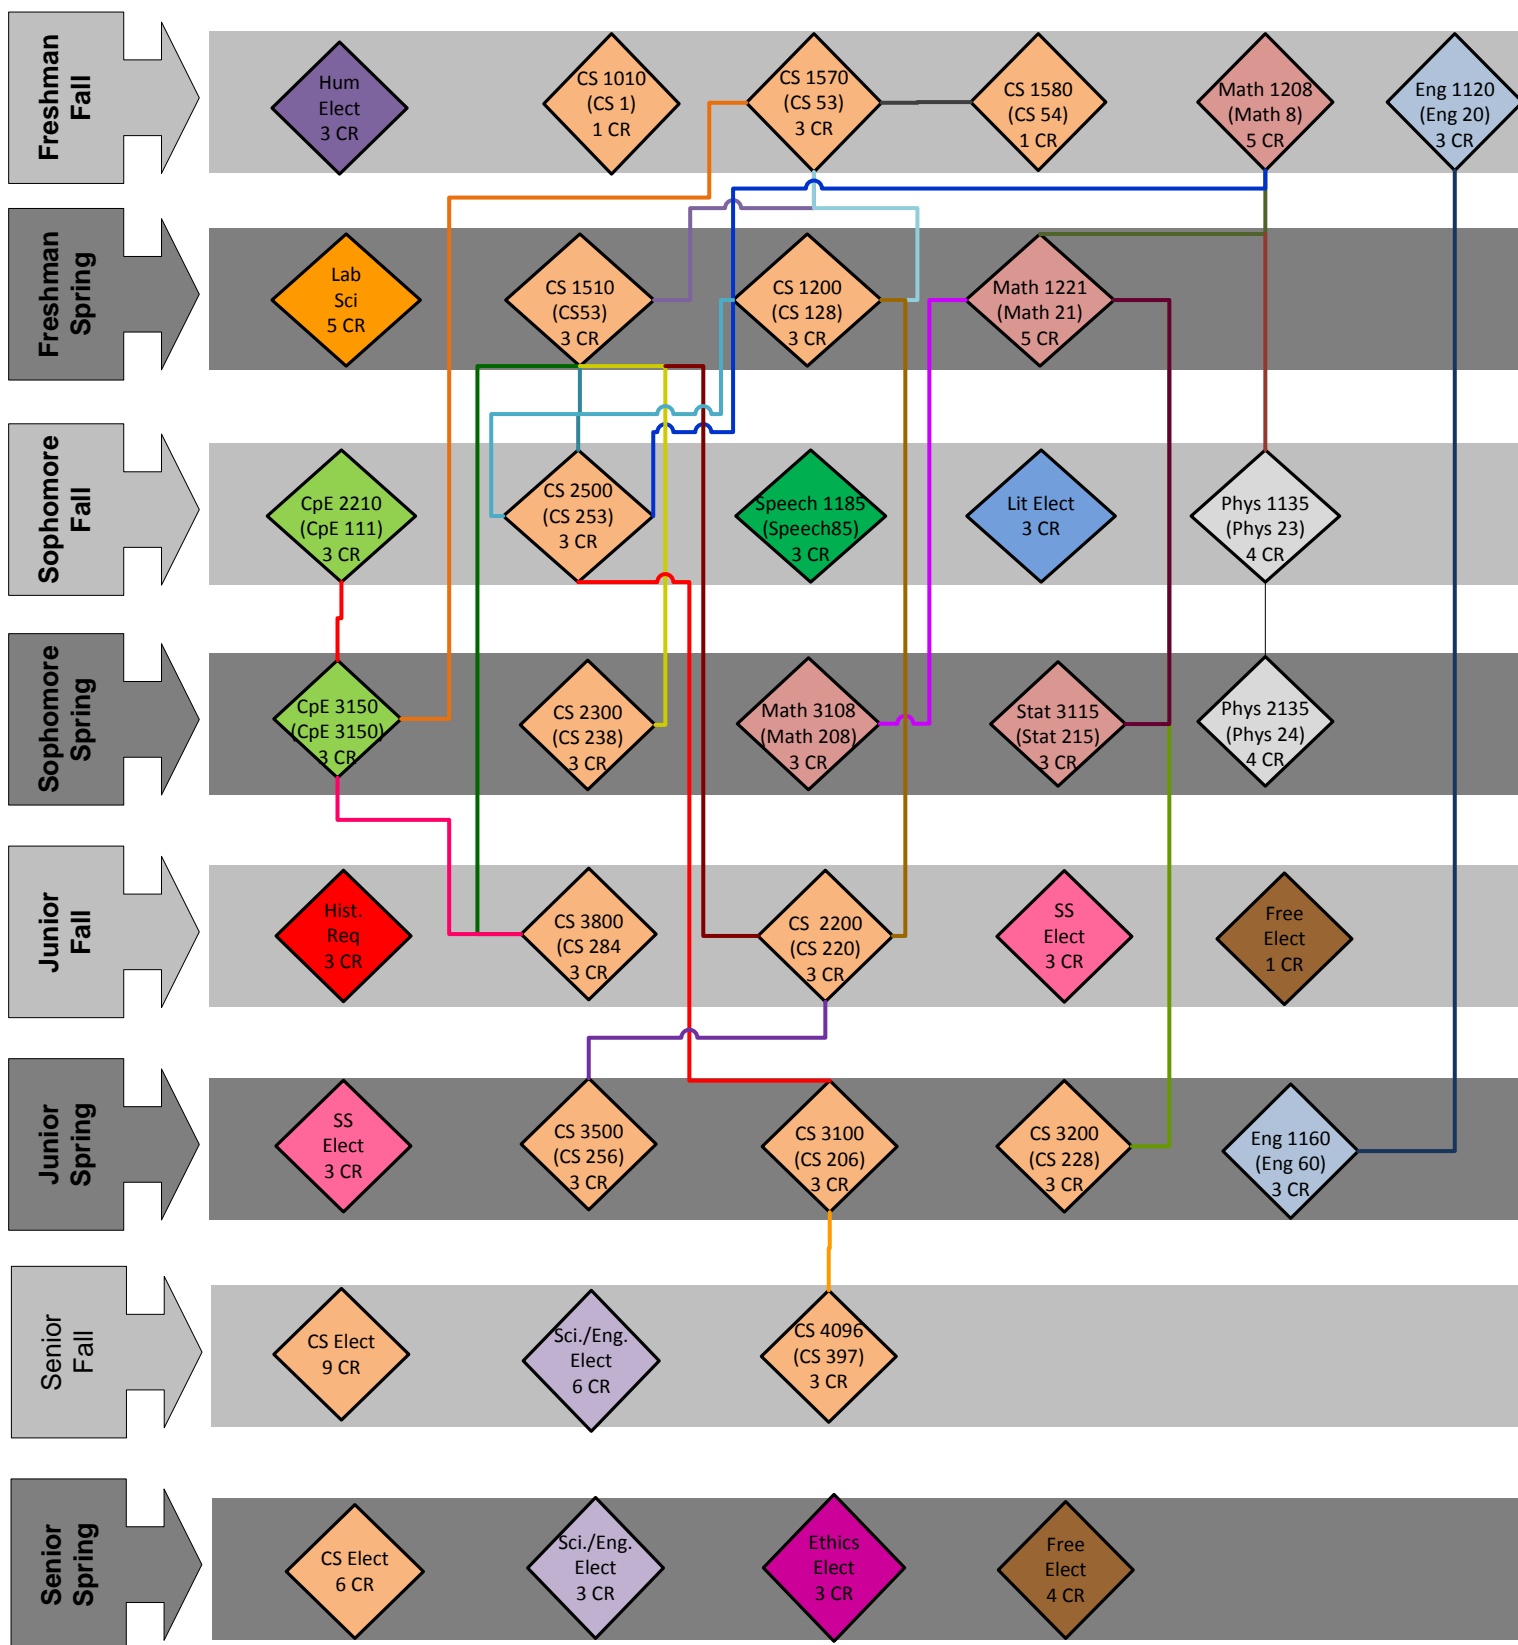 Freshman
Fall
Hum
Elect
3 CR
CS 1010
(CS 1)
1 CR
CS 1570
(CS 53)
3 CR
CS 1580
(CS 54)
1 CR
Math 1208
(Math 8)
5 CR
Eng 1120
(Eng 20)
3 CR
Freshman
Spring
Lab
Sci
5 CR
CS 1510
(CS53)
3 CR
CS 1200
(CS 128)
3 CR
Math 1221
(Math 21)
5 CR
Sophomore
Fall
CpE 2210
(CpE 111)
3 CR
CS 2500
(CS 253)
3 CR
Speech 1185
(Speech85)
3 CR
Lit Elect
3 CR
Phys 1135
(Phys 23)
4 CR
Sophomore
Spring
CpE 3150
(CpE 3150)
3 CR
CS 2300
(CS 238)
3 CR
Math 3108
(Math 208)
3 CR
Stat 3115
(Stat 215)
3 CR
Phys 2135
(Phys 24)
4 CR
Junior
Fall
Hist.
Req
3 CR
CS 3800
(CS 284
3 CR
CS  2200
(CS 220)
3 CR
SS
Elect
3 CR
Free
Elect
1 CR
Junior
Spring
SS
Elect
3 CR
CS 3500
(CS 256)
3 CR
CS 3100
(CS 206)
3 CR
CS 3200
(CS 228)
3 CR
Eng 1160
(Eng 60)
3 CR
Senior
Fall
CS Elect
9 CR
Sci./Eng.
Elect
6 CR
CS 4096
(CS 397)
3 CR
Senior
Spring
CS Elect
6 CR
Sci./Eng.
Elect
3 CR
Ethics
Elect
3 CR
Free
Elect
4 CR